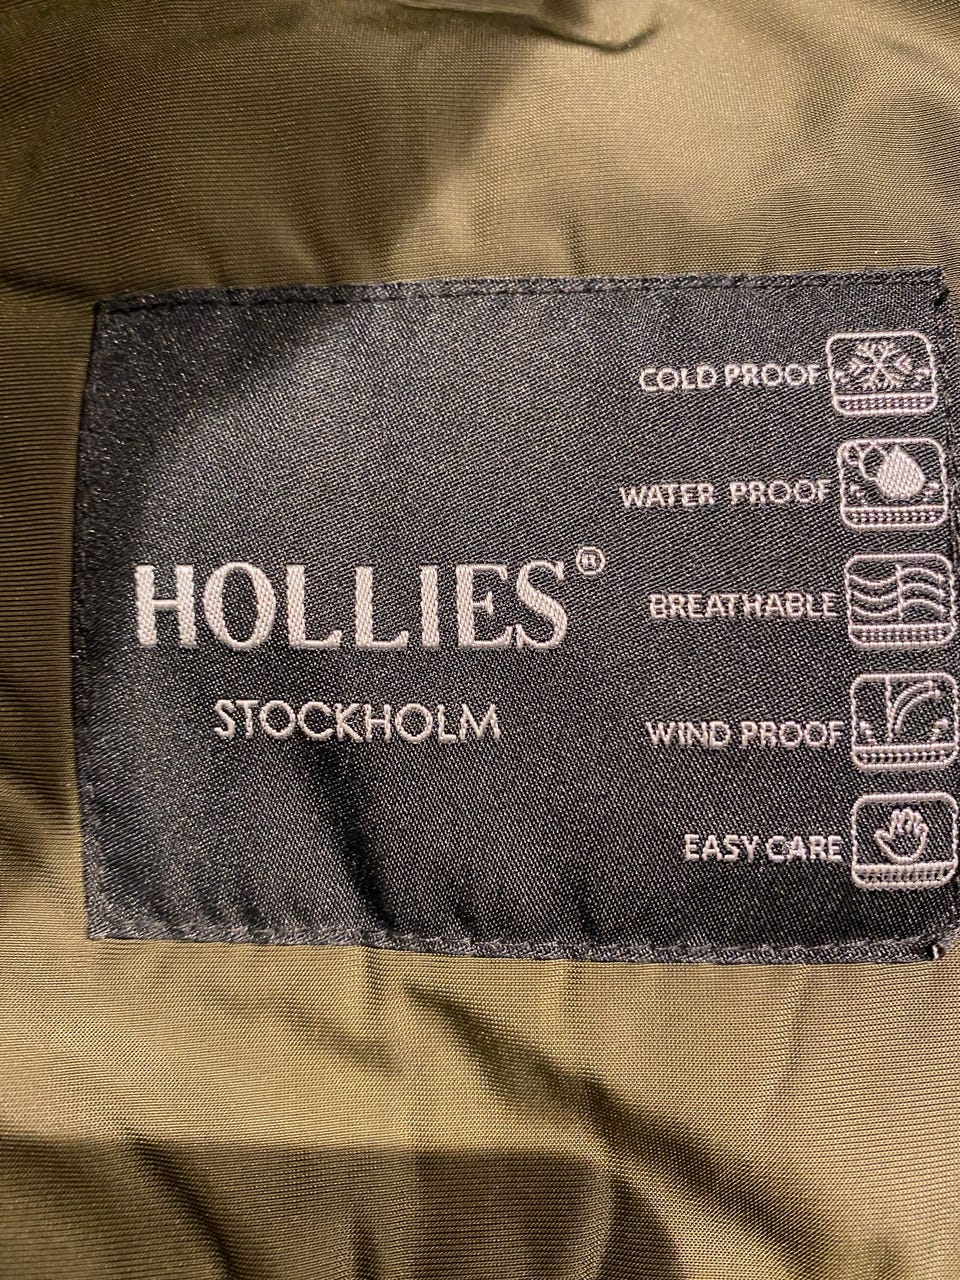 HOLLIES®
STOCKHOLM
COLD PROOF
WATER PROOF
BREATHABLE
WIND PROOF
EASY CARE